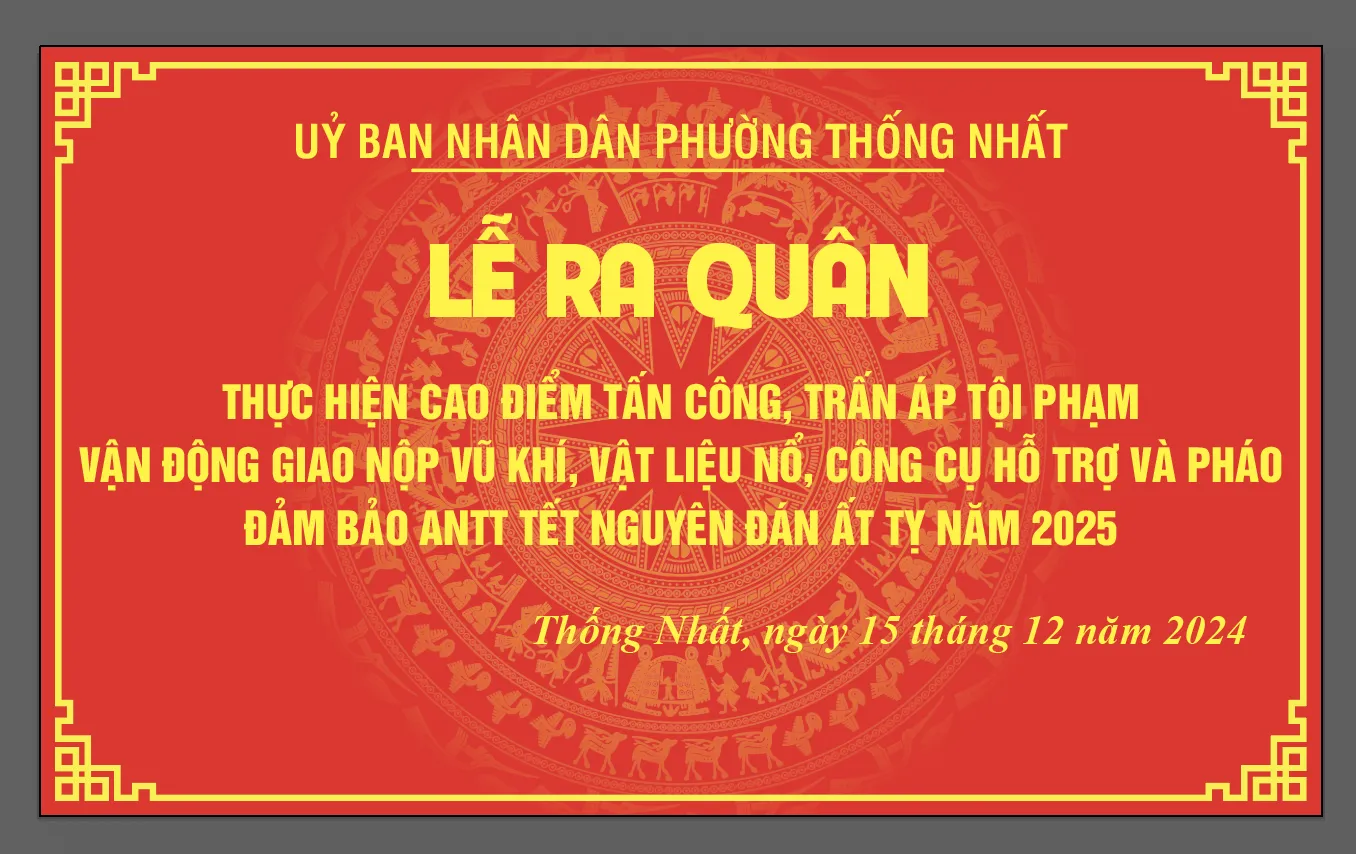 UỶ BAN NHÂN DÂN PHƯỜNG THỐNG NHẤT
LỄ RA QUÂN
THỰC HIỆN CAO ĐIỂM TẤN CÔNG, TRẤN ÁP TỘI PHẠM
VẬN ĐỘNG GIAO NỘP VŨ KHÍ, VẬT LIỆU NỔ, CÔNG CỤ HỖ TRỢ VÀ PHÁO
ĐẢM BẢO ANTT TẾT NGUYÊN ĐÁN ẤT TỴ NĂM 2025
Thống Nhất, ngày 15 tháng 12 năm 2024